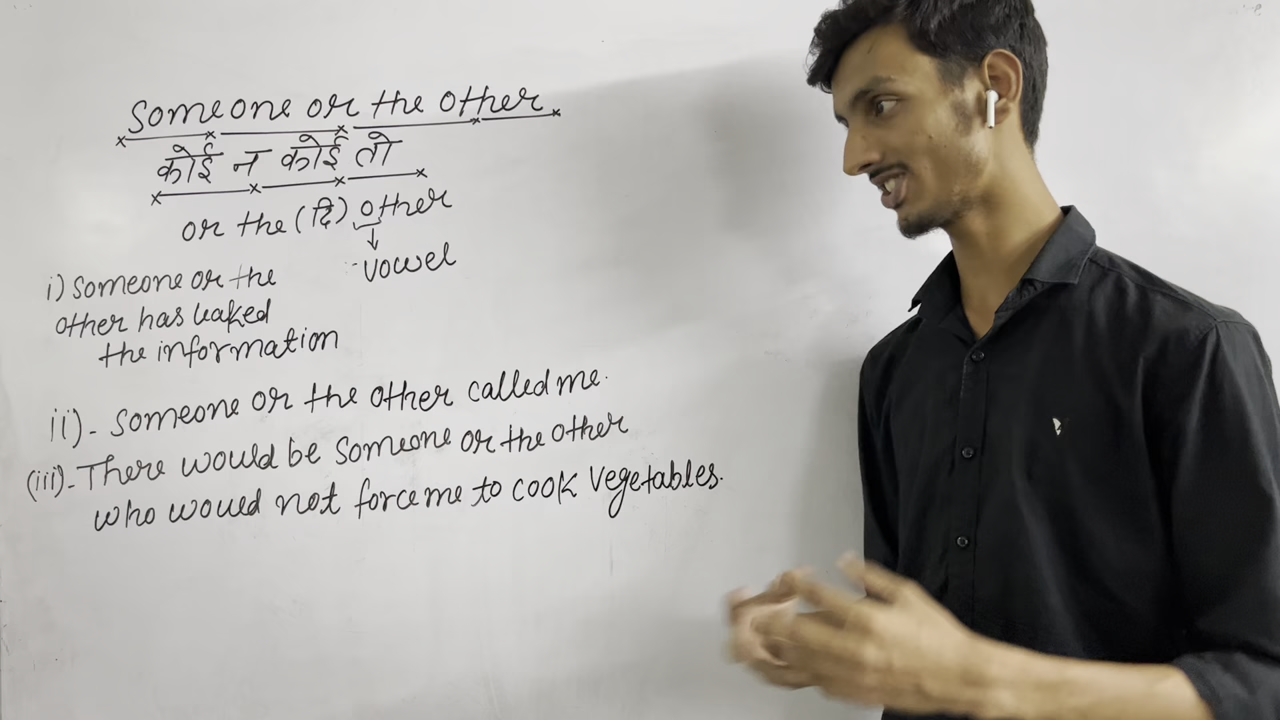 Someone or the other
कोई न कोई तो
or the (दि) other
vowel
i) Someone or the
other has leaked
the information
ii)- Someone or the other called me.
(iii)- There would be someone or the other
who would not force me to cook vegetables.